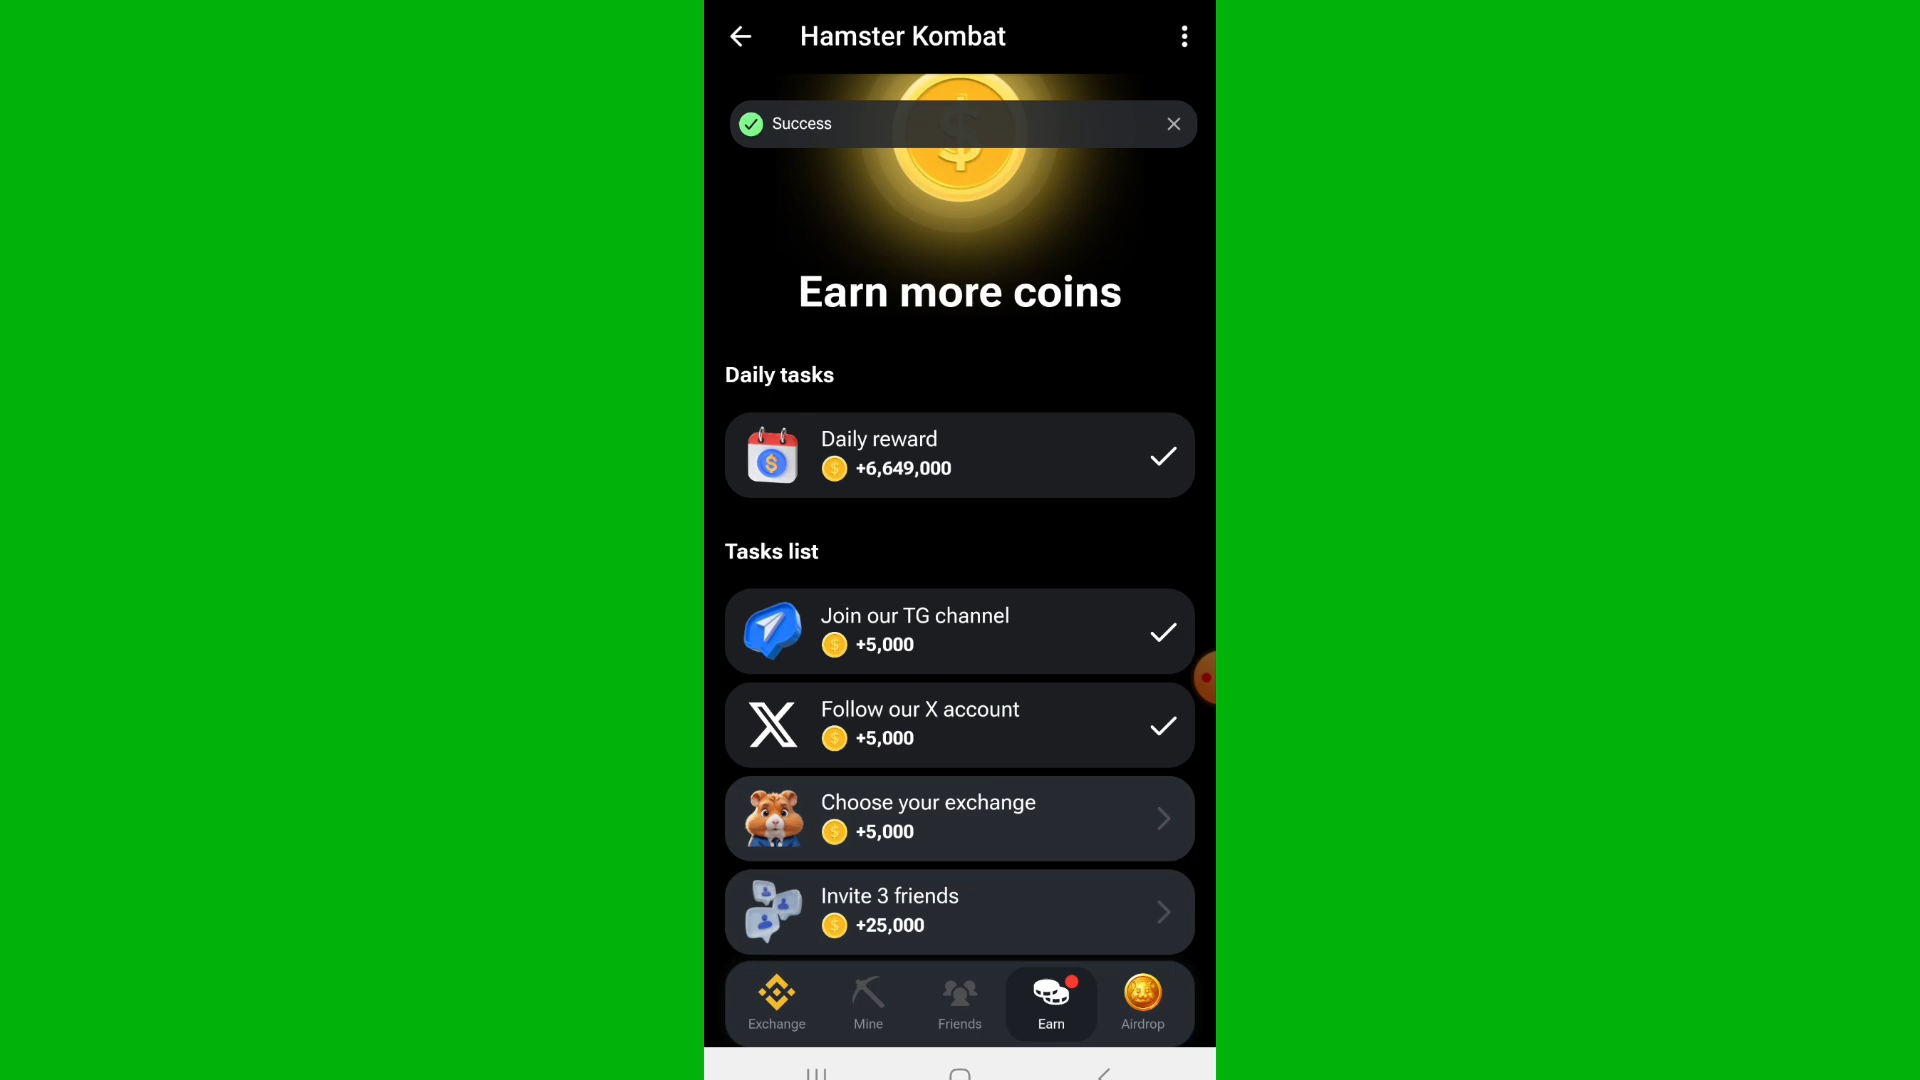 Hamster Kombat
Success
Earn more coins
Daily tasks
Daily reward
+6,649,000
Tasks list
Join our TG channel
+5,000
Follow our X account
+5,000
Choose your exchange
+5,000
Invite 3 friends
+25,000
Exchange Mine Friends Earn Airdrop